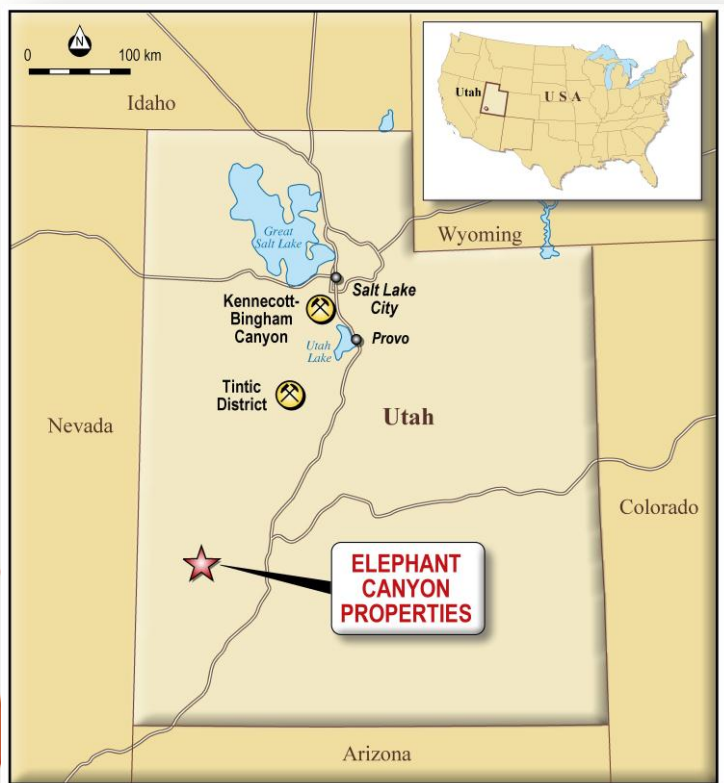 N
0 100 km
Idaho
Utah
USA
Wyoming
Great
Salt Lake
Salt Lake
City
Kennecott-
Bingham
Canyon
Utah
Lake
Provo
Tintic
District
Utah
Nevada
Colorado
ELEPHANT
CANYON
PROPERTIES
Arizona